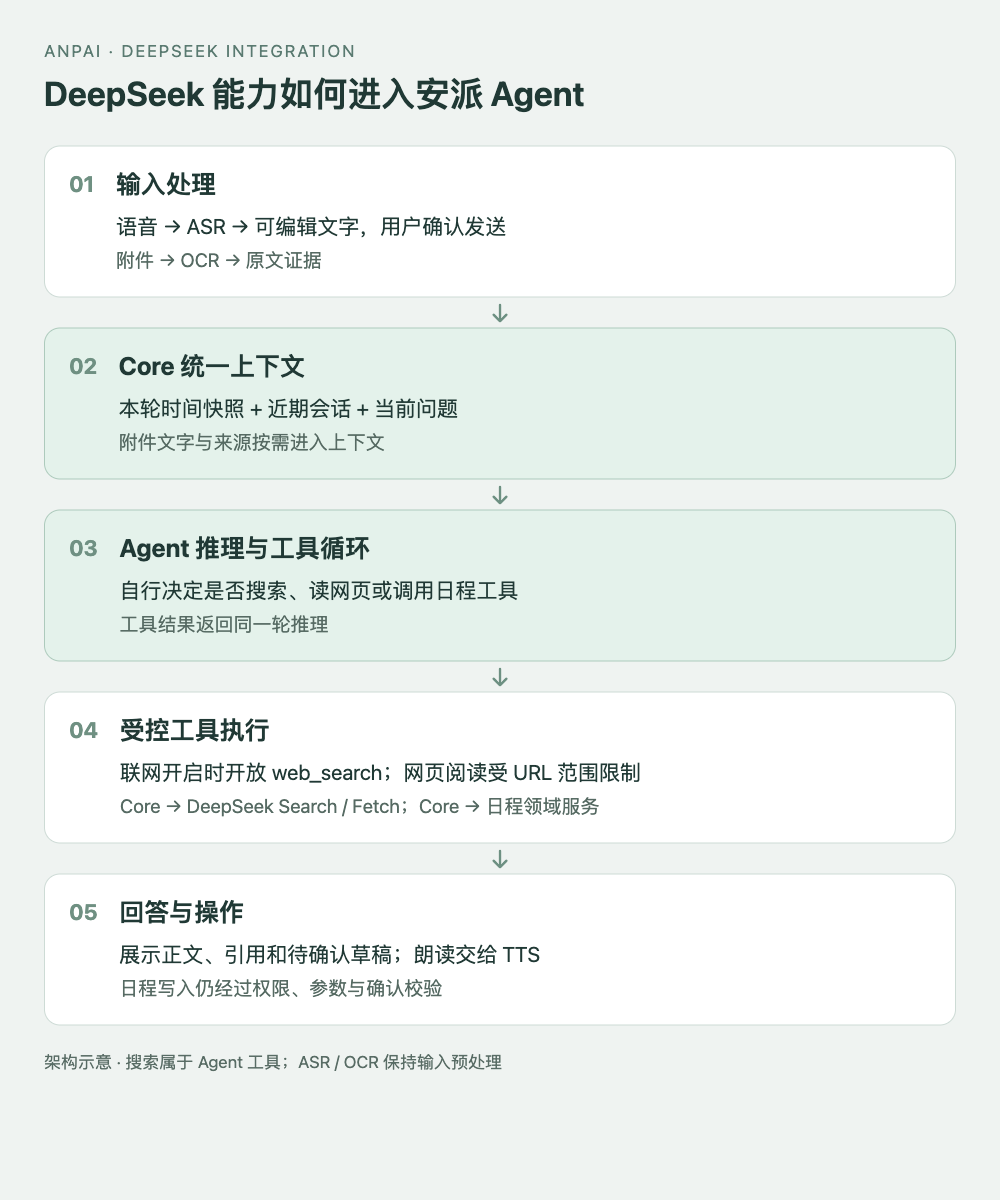 ANPAI · DEEPSEEK INTEGRATION
DeepSeek 能力如何进入安派 Agent
01 输入处理
语音 → ASR → 可编辑文字，用户确认发送
附件 → OCR → 原文证据
↓
02 Core 统一上下文
本轮时间快照 + 近期会话 + 当前问题
附件文字与来源按需进入上下文
↓
03 Agent 推理与工具循环
自行决定是否搜索、读网页或调用日程工具
工具结果返回同一轮推理
↓
04 受控工具执行
联网开启时开放 web_search；网页阅读受 URL 范围限制
Core → DeepSeek Search / Fetch；Core → 日程领域服务
↓
05 回答与操作
展示正文、引用和待确认草稿；朗读交给 TTS
日程写入仍经过权限、参数与确认校验
架构示意 · 搜索属于 Agent 工具；ASR / OCR 保持输入预处理